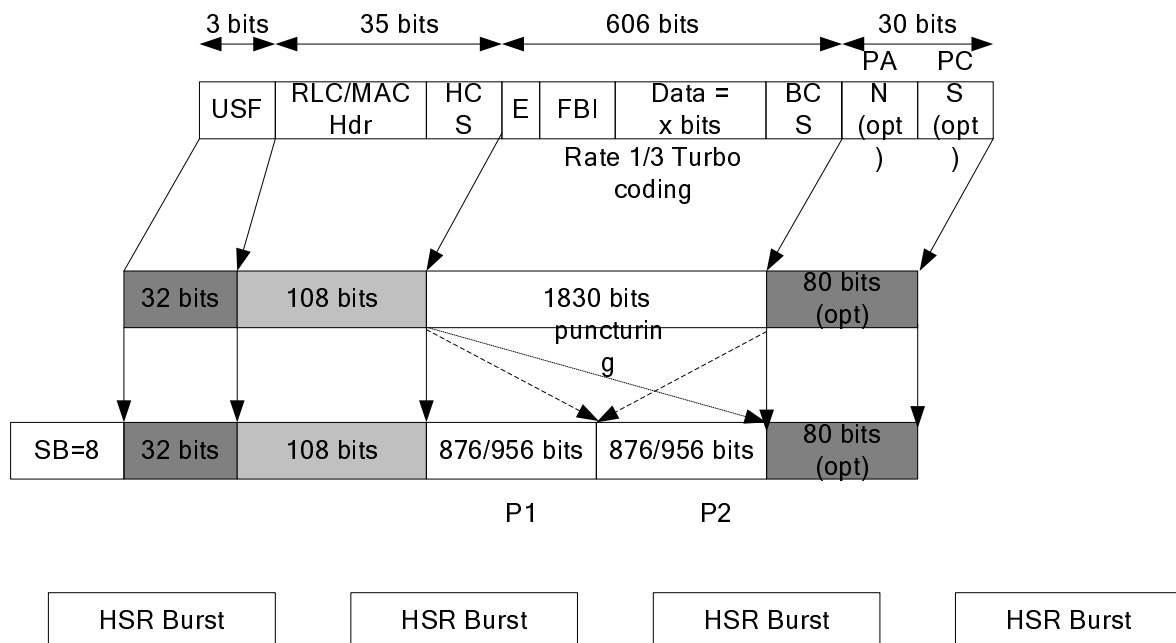 3 bits 35 bits 606 bits 30 bits
USF RLC/MAC Hdr HC S E FBI Data = x bits BC S PA N (opt ) PC S (opt )
Rate 1/3 Turbo
coding
32 bits 108 bits 1830 bits 80 bits (opt)
puncturin
g
SB=8 32 bits 108 bits 876/956 bits 876/956 bits 80 bits (opt)
P1 P2
HSR Burst HSR Burst HSR Burst HSR Burst